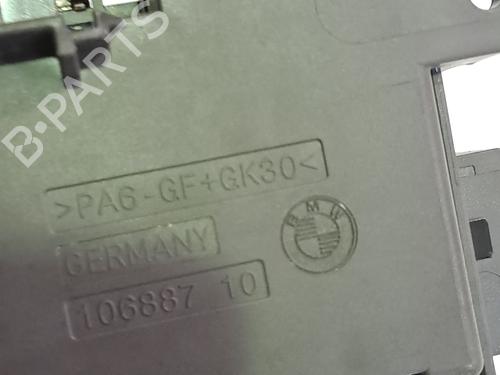 B-PARTS
>PA6-GF+GK30<
GERMANY
BMW
106887 10